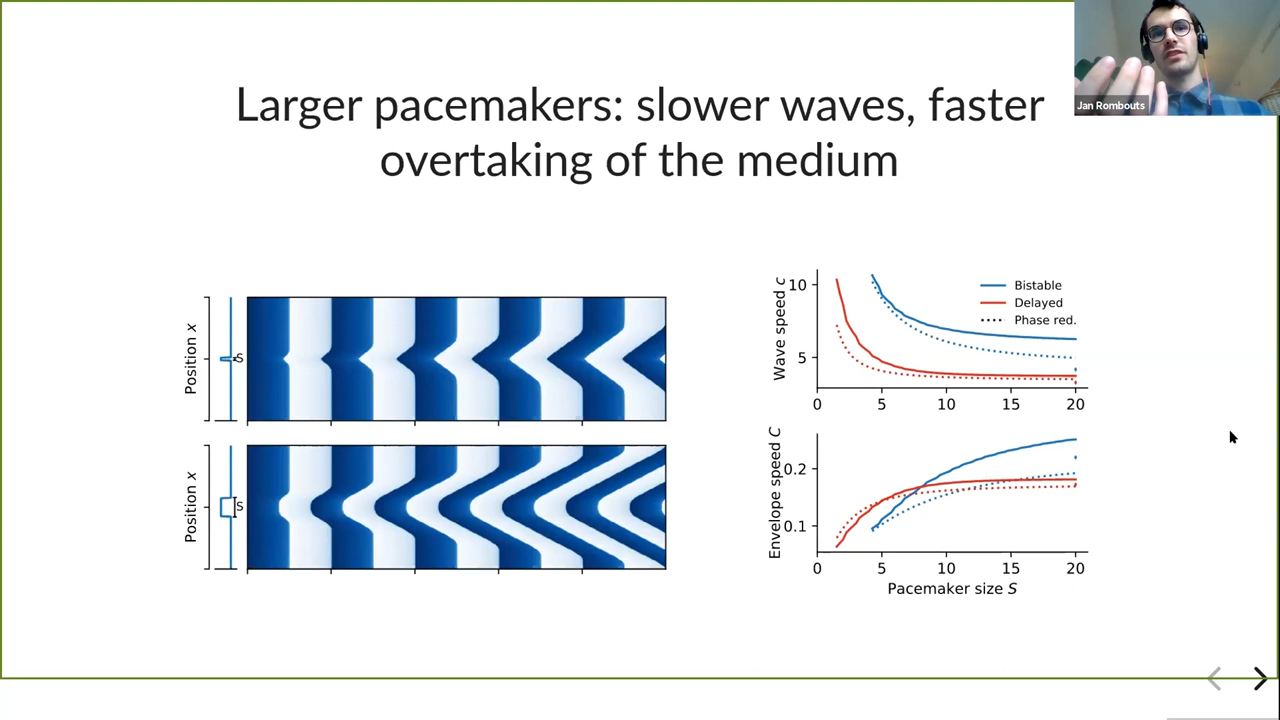 Jan Rombouts
Larger pacemakers: slower waves, faster
overtaking of the medium
Position x
S
Position x
S
Wave speed c
10
5
Bistable
Delayed
Phase red.
0 5 10 15 20
Envelope speed C
0.2
0.1
0 5 10 15 20
Pacemaker size S